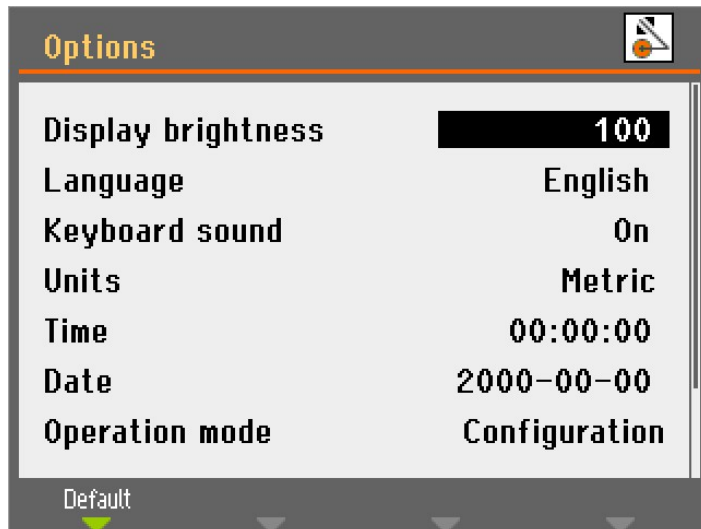 Options
Display brightness 100
Language English
Keyboard sound On
Units Metric
Time 00:00:00
Date 2000-00-00
Operation mode Configuration
Default